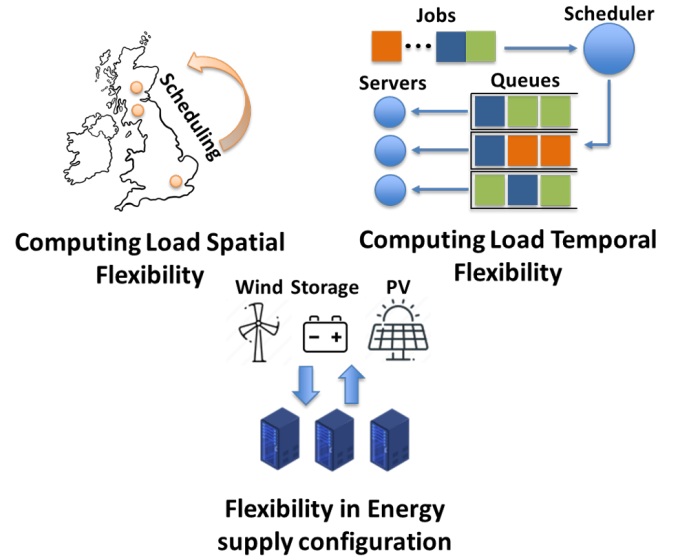 Scheduling
Computing Load Spatial
Flexibility
Jobs
Scheduler
Servers
Queues
Computing Load Temporal
Flexibility
Wind Storage PV
Flexibility in Energy
supply configuration